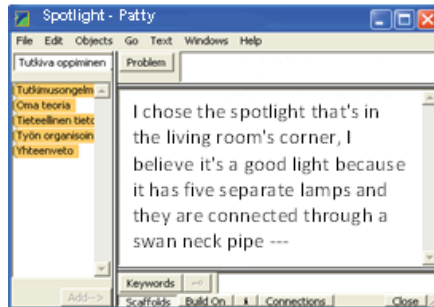 Spotlight - Patty
File Edit Objects Go Text Windows Help
Tutkiva oppiminen Problem
Tutkimusongelm
Oma teoria
Tieteellinen tieto
Työn organisoin
Yhteenveto
I chose the spotlight that's in
the living room's corner, I
believe it's a good light because
it has five separate lamps and
they are connected through a
swan neck pipe ---
Keywords
Add-->
Scaffolds Build On Connections Close